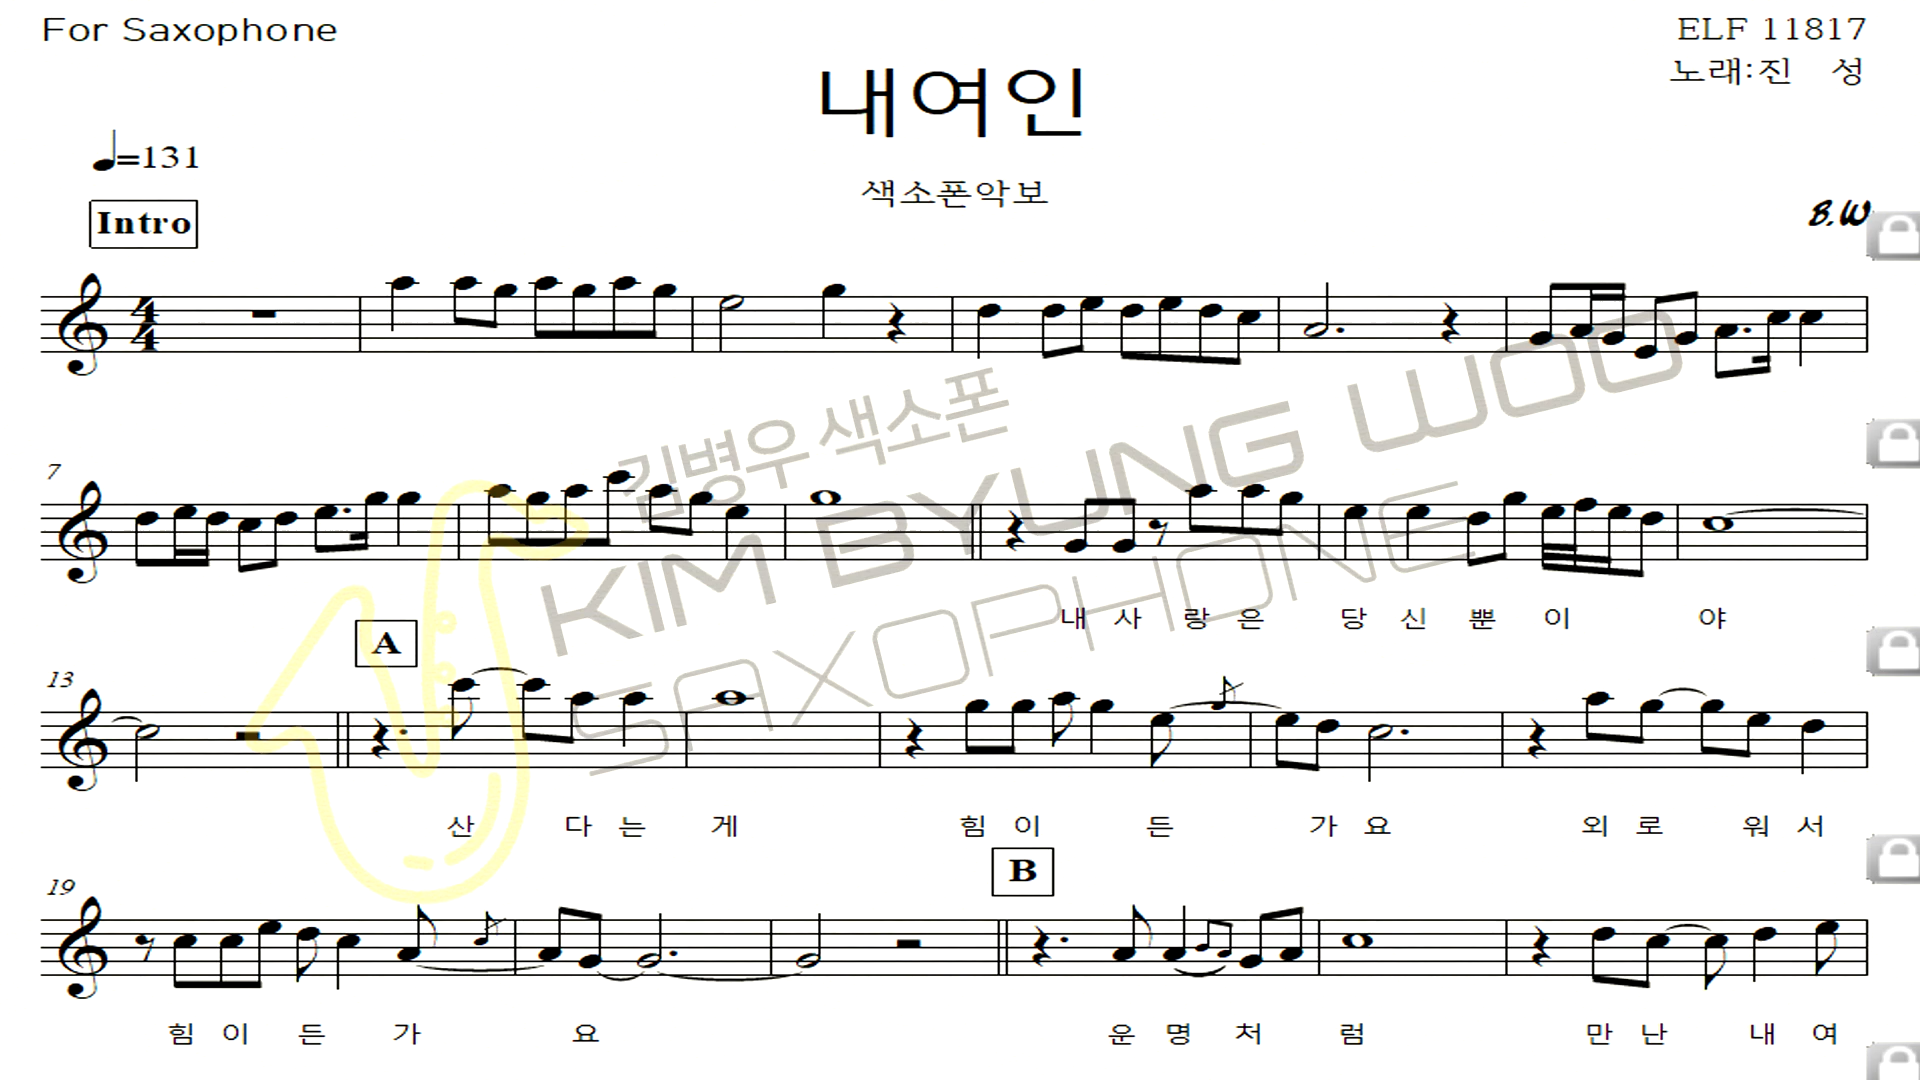 For Saxophone
ELF 11817
노래:진 성
내여인
♩=131
색소폰악보
Intro
B.W
김병우 색소폰
KIM BYUNG WOO
SAXOPHONE
7
내 사 랑 은 당 신 뿐 이 야
A
13
산 다 는 게 힘 이 든 가 요 외 로 워 서
B
19
힘 이 든 가 요 운 명 처 럼 만 난 내 여